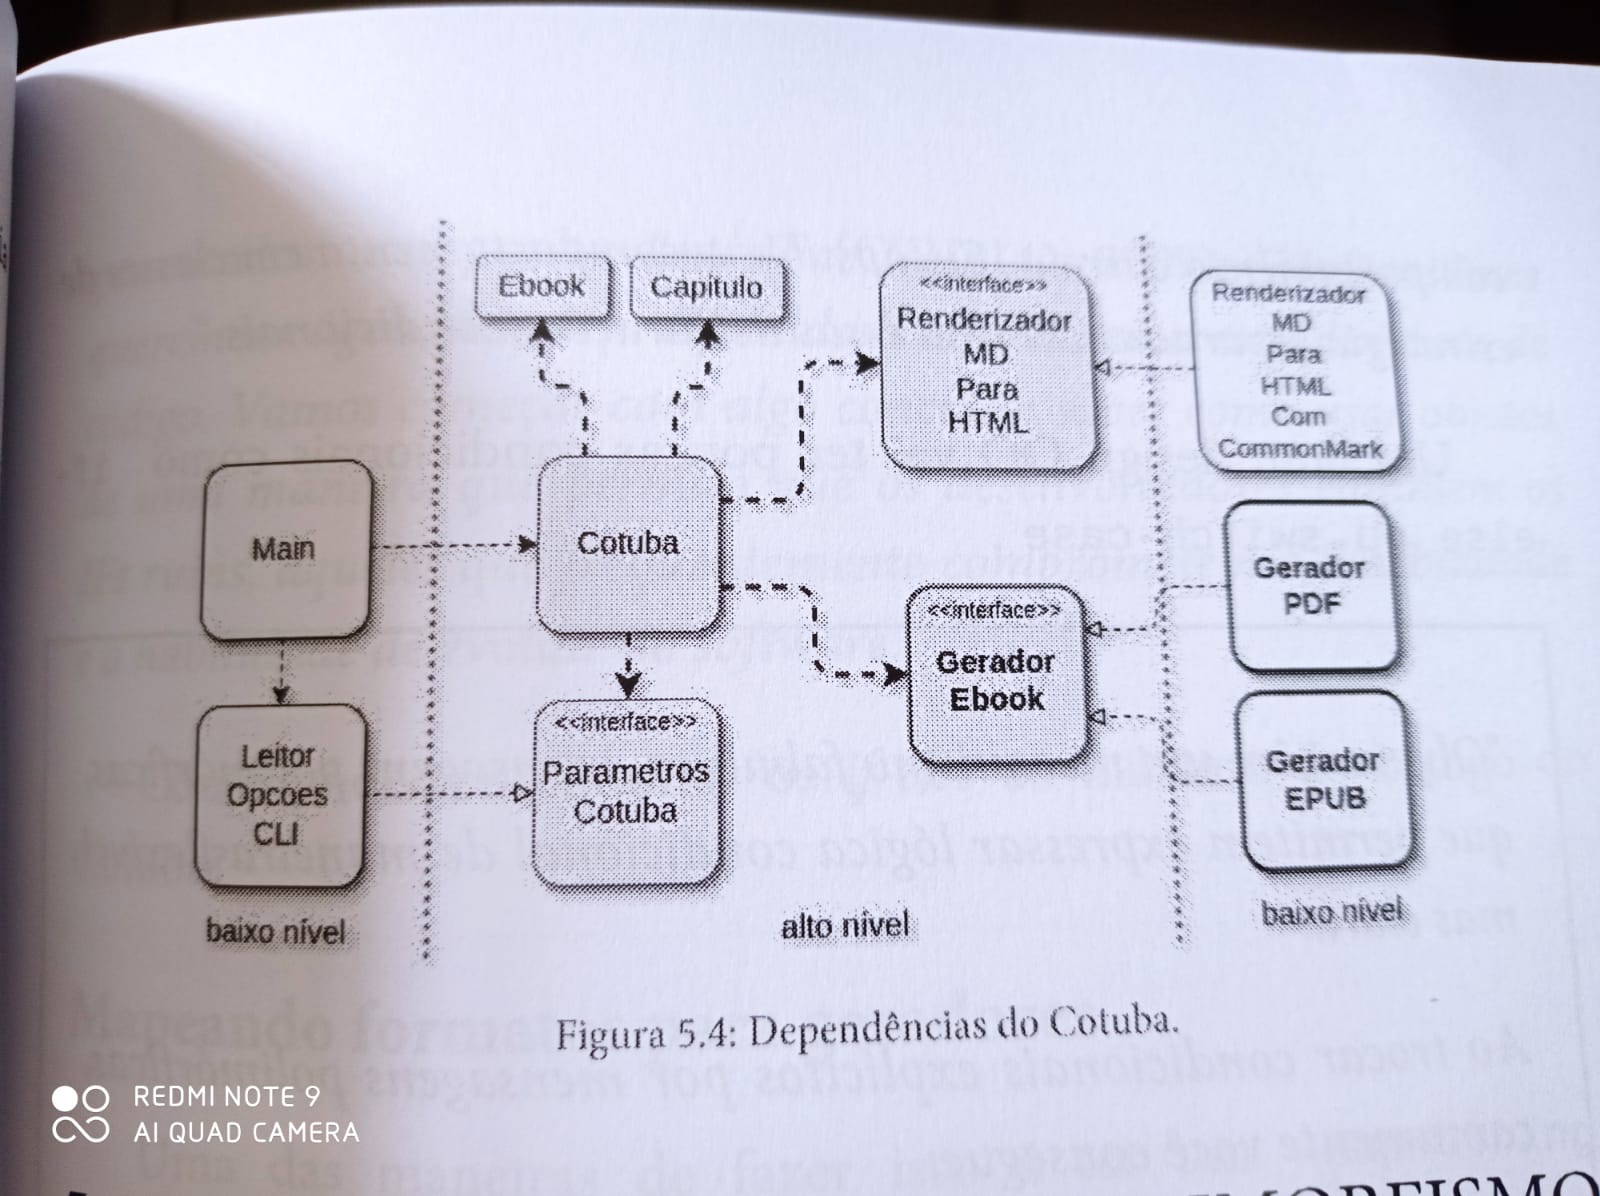 Ebook
Capítulo
<<interface>>
Renderizador
MD
Para
HTML
Renderizador
MD
Para
HTML
Com
CommonMark
Main
Cotuba
Gerador
PDF
<<interface>>
Gerador
Ebook
Leitor
Opcoes
CLI
<<interface>>
Parametros
Cotuba
Gerador
EPUB
baixo nível
alto nível
baixo nível
Figura 5.4: Dependências do Cotuba.
REDMI NOTE 9
AI QUAD CAMERA